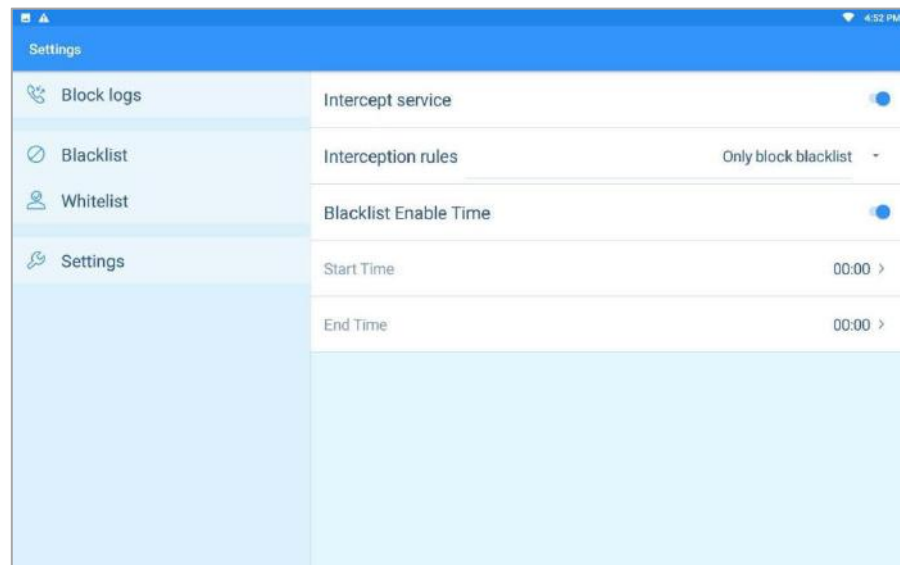 4:52 PM
Settings
Block logs
Blacklist
Whitelist
Settings
Intercept service
Interception rules Only block blacklist
Blacklist Enable Time
Start Time 00:00
End Time 00:00